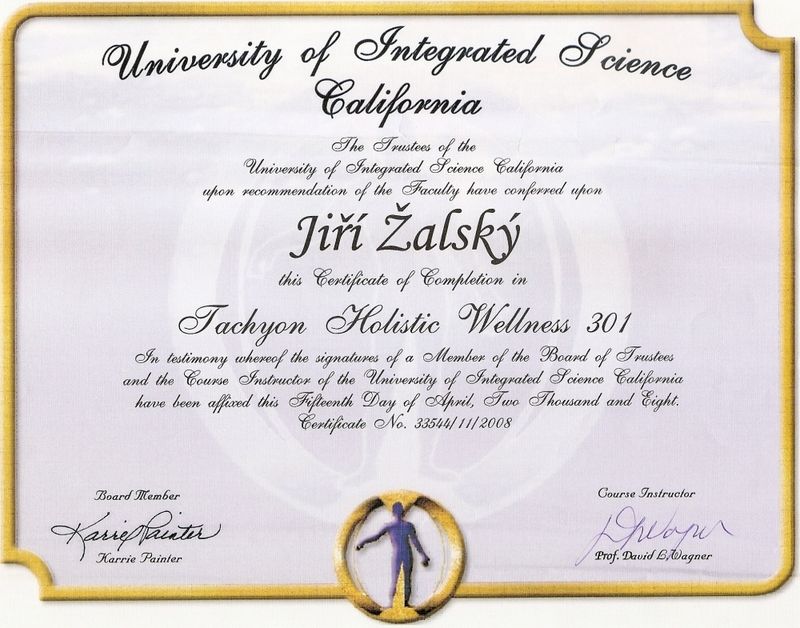 University of Integrated Science
California
The Trustees of the
University of Integrated Science California
upon recommendation of the Faculty have conferred upon
Jiří Žalský
this Certificate of Completion in
Tachyon Holistic Wellness 301
In testimony whereof the signatures of a Member of the Board of Trustees
and the Course Instructor of the University of Integrated Science California
have been affixed this Fifteenth Day of April, Two Thousand and Eight.
Certificate No. 33544/11/2008
Board Member
Karrie Painter
Karrie Painter
Course Instructor
Prof. David L. Wagner